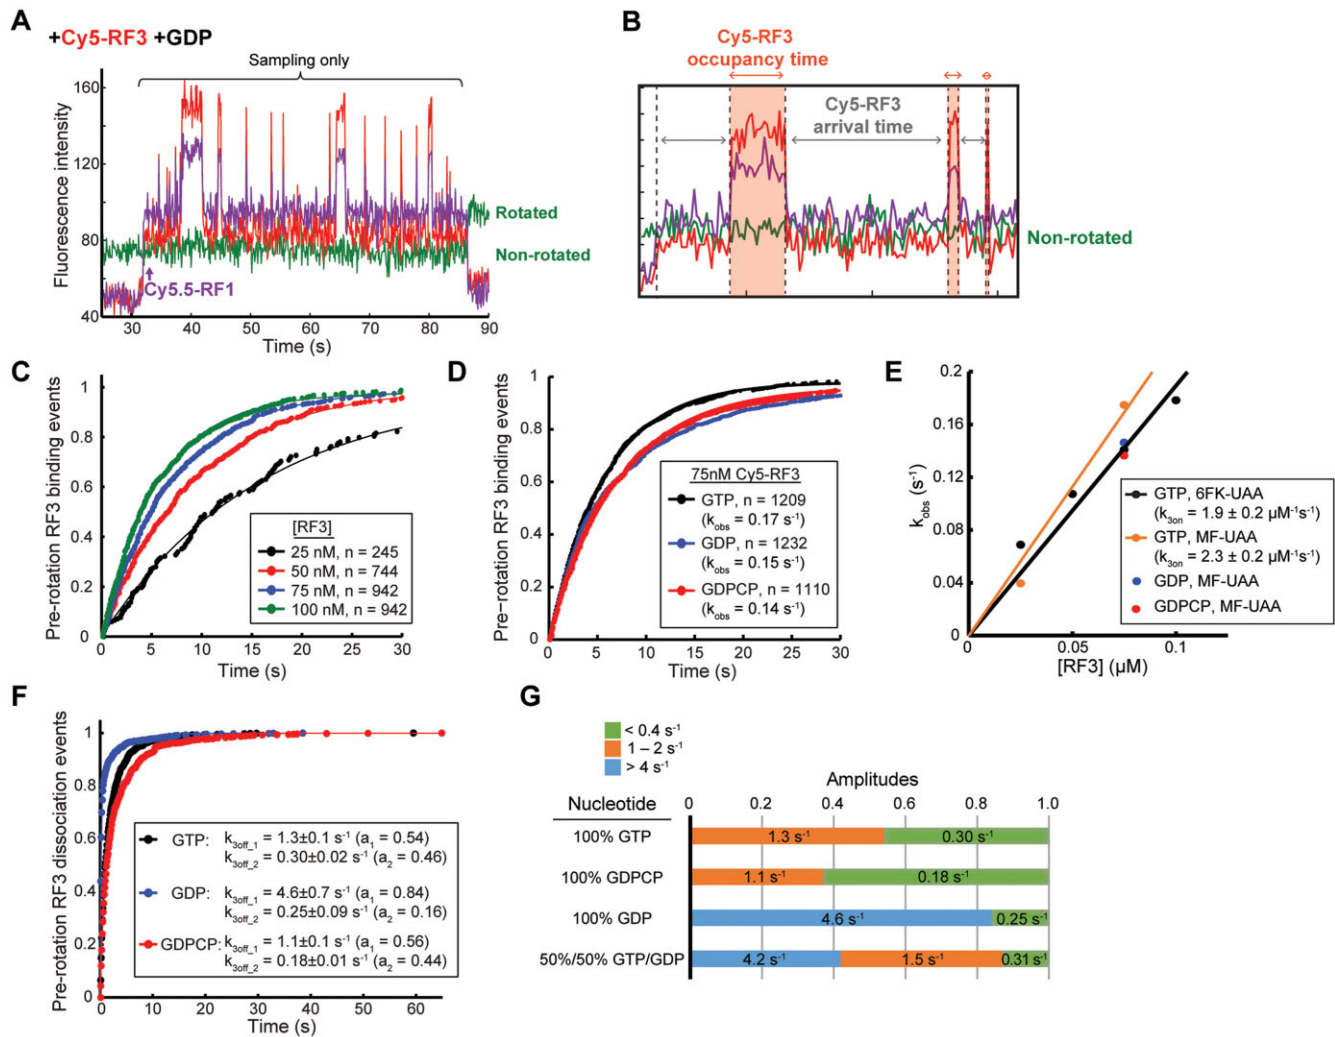 A
+Cy5-RF3 +GDP
Sampling only
Fluorescence intensity
160
120
80
40
Rotated
Non-rotated
Cy5.5-RF1
30 40 50 60 70 80 90
Time (s)
B
Cy5-RF3
occupancy time
Cy5-RF3
arrival time
Non-rotated
C
Pre-rotation RF3 binding events
1
0.8
0.6
0.4
0.2
0
[RF3]
25 nM, n = 245
50 nM, n = 744
75 nM, n = 942
100 nM, n = 942
0 5 10 15 20 25 30
Time (s)
D
Pre-rotation RF3 binding events
1
0.8
0.6
0.4
0.2
0
75nM Cy5-RF3
GTP, n = 1209
(kobs = 0.17 s-1)
GDP, n = 1232
(kobs = 0.15 s-1)
GDPCP, n = 1110
(kobs = 0.14 s-1)
0 5 10 15 20 25 30
Time (s)
E
kobs (s-1)
0.2
0.16
0.12
0.08
0.04
0
GTP, 6FK-UAA
(k3on = 1.9 ± 0.2 µM-1s-1)
GTP, MF-UAA
(k3on = 2.3 ± 0.2 µM-1s-1)
GDP, MF-UAA
GDPCP, MF-UAA
0 0.05 0.1
[RF3] (µM)
F
Pre-rotation RF3 dissociation events
1
0.8
0.6
0.4
0.2
0
GTP: k3off_1 = 1.3±0.1 s-1 (a1 = 0.54)
k3off_2 = 0.30±0.02 s-1 (a2 = 0.46)
GDP: k3off_1 = 4.6±0.7 s-1 (a1 = 0.84)
k3off_2 = 0.25±0.09 s-1 (a2 = 0.16)
GDPCP: k3off_1 = 1.1±0.1 s-1 (a1 = 0.56)
k3off_2 = 0.18±0.01 s-1 (a2 = 0.44)
0 10 20 30 40 50 60
Time (s)
G
< 0.4 s-1
1 – 2 s-1
> 4 s-1
Amplitudes
Nucleotide
0 0.2 0.4 0.6 0.8 1.0
100% GTP 1.3 s-1 0.30 s-1
100% GDPCP 1.1 s-1 0.18 s-1
100% GDP 4.6 s-1 0.25 s-1
50%/50% GTP/GDP 4.2 s-1 1.5 s-1 0.31 s-1